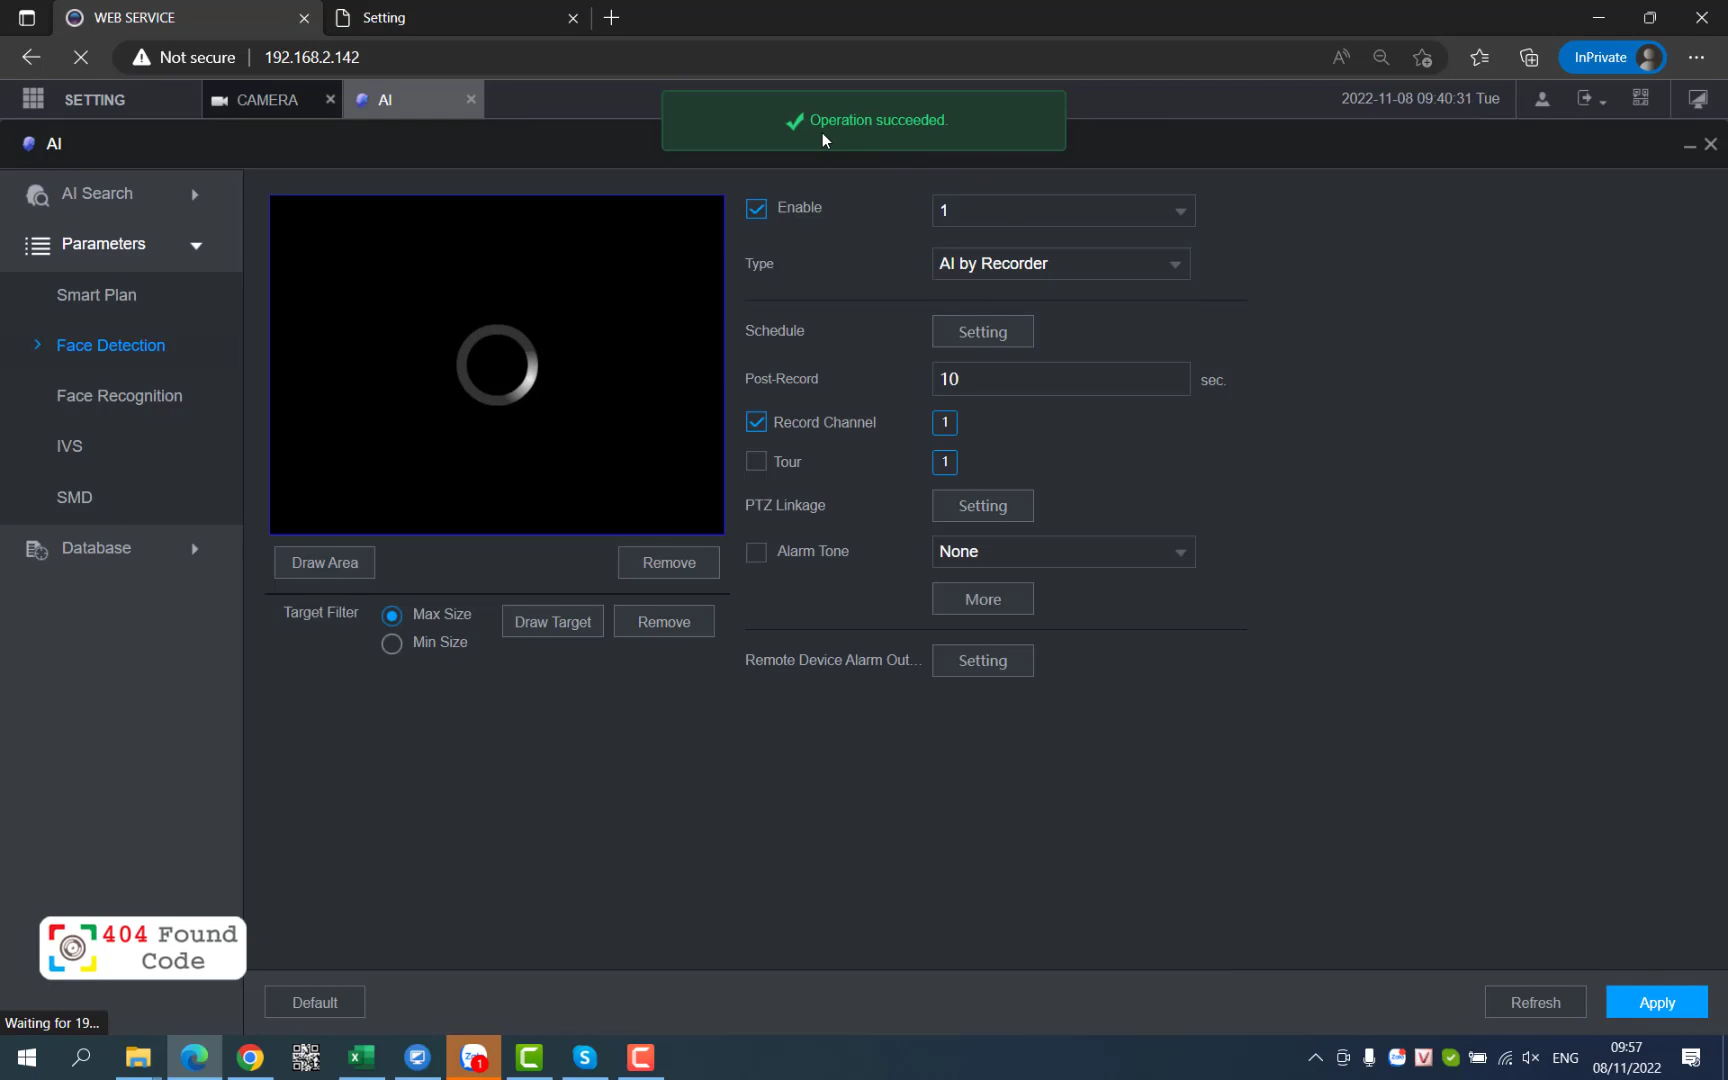 WEB SERVICE
Setting
Not secure
192.168.2.142
InPrivate
SETTING
CAMERA
AI
Operation succeeded.
2022-11-08 09:40:31 Tue
AI
AI Search
Parameters
Smart Plan
Face Detection
Face Recognition
IVS
SMD
Database
Draw Area
Remove
Target Filter
Max Size
Min Size
Draw Target
Remove
Enable
1
Type
AI by Recorder
Schedule
Setting
Post-Record
10
sec.
Record Channel
1
Tour
1
PTZ Linkage
Setting
Alarm Tone
None
More
Remote Device Alarm Out...
Setting
404 Found
Code
Default
Refresh
Apply
Waiting for 19...
1
ENG
09:57
08/11/2022